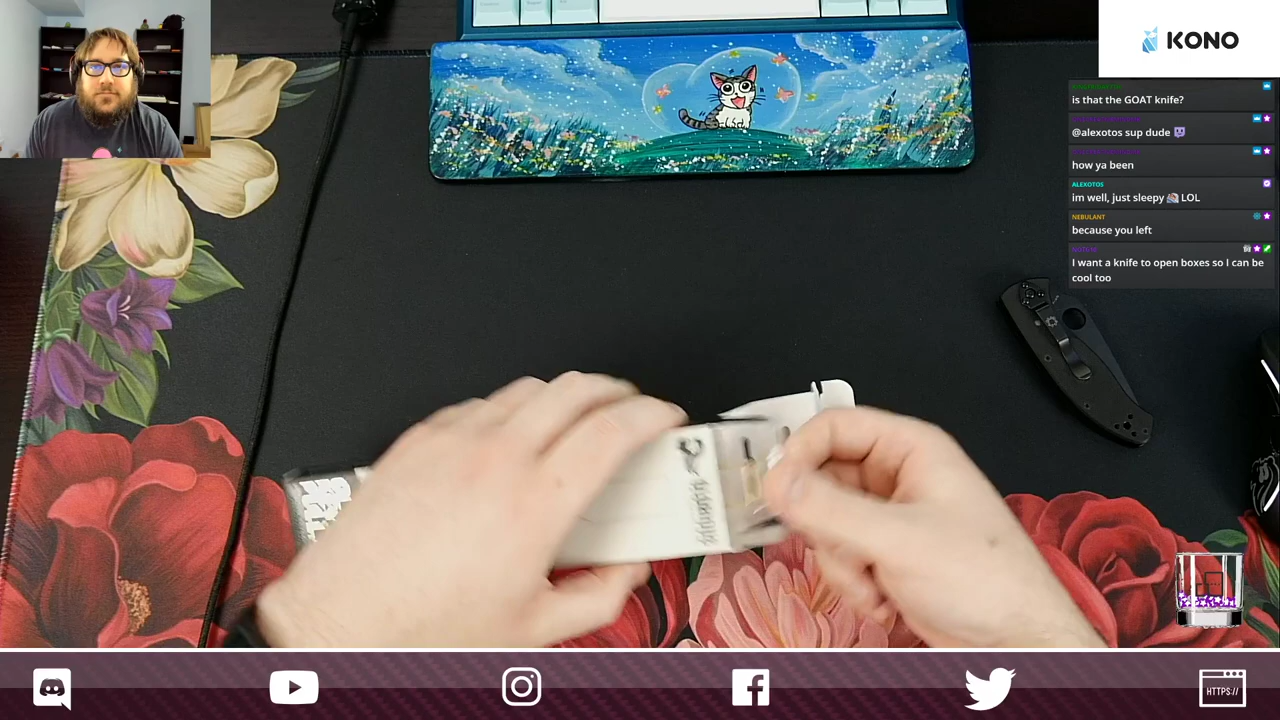 KONO
is that the GOAT knife?
@alexotos sup dude
how ya been
ALEXOTOS
im well, just sleepy LOL
NEBULANT
because you left
I want a knife to open boxes so I can be
cool too
HTTPS://